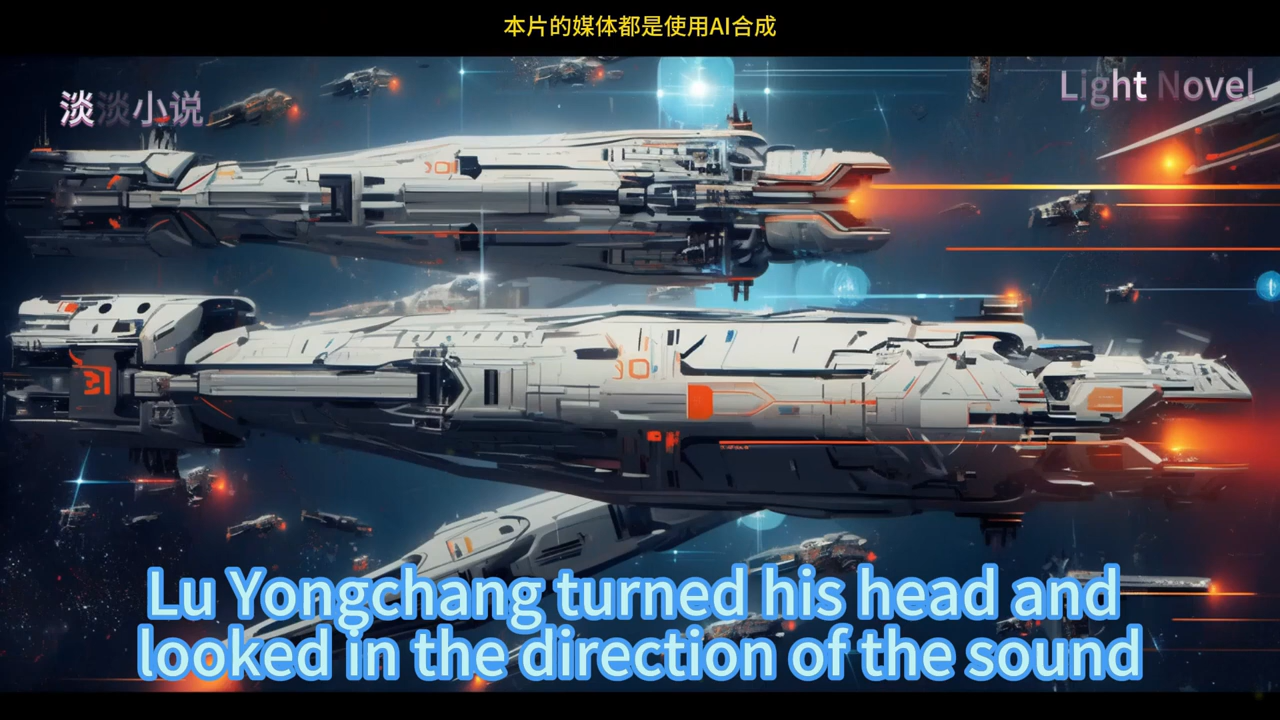 本片的媒体都是使用AI合成
淡淡小说
Light Novel
Lu Yongchang turned his head and
looked in the direction of the sound